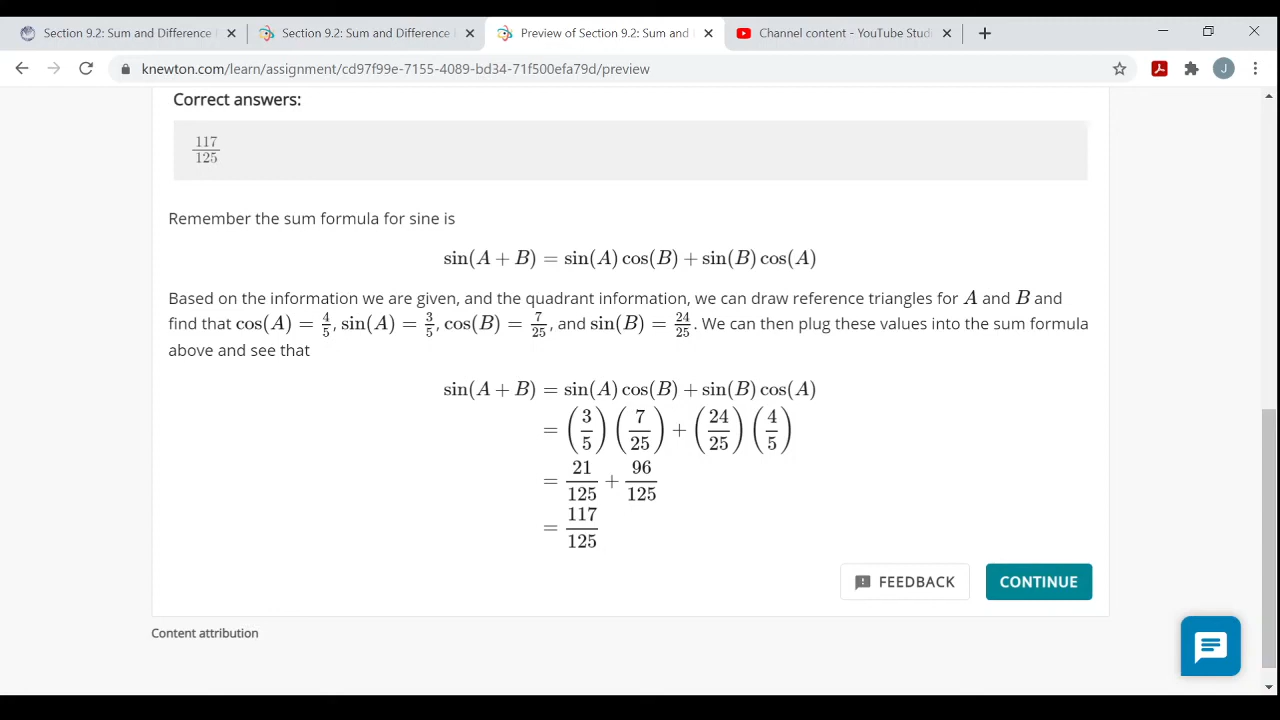 Section 9.2: Sum and Difference
Section 9.2: Sum and Difference
Preview of Section 9.2: Sum and
Channel content - YouTube Stud
knewton.com/learn/assignment/cd97f99e-7155-4089-bd34-71f500efa79d/preview
J
Correct answers:
117/125
Remember the sum formula for sine is
sin(A + B) = sin(A) cos(B) + sin(B) cos(A)
Based on the information we are given, and the quadrant information, we can draw reference triangles for A and B and
find that cos(A) = 4/5, sin(A) = 3/5, cos(B) = 7/25, and sin(B) = 24/25. We can then plug these values into the sum formula
above and see that
sin(A + B) = sin(A) cos(B) + sin(B) cos(A)
= (3/5)(7/25) + (24/25)(4/5)
= 21/125 + 96/125
= 117/125
FEEDBACK
CONTINUE
Content attribution